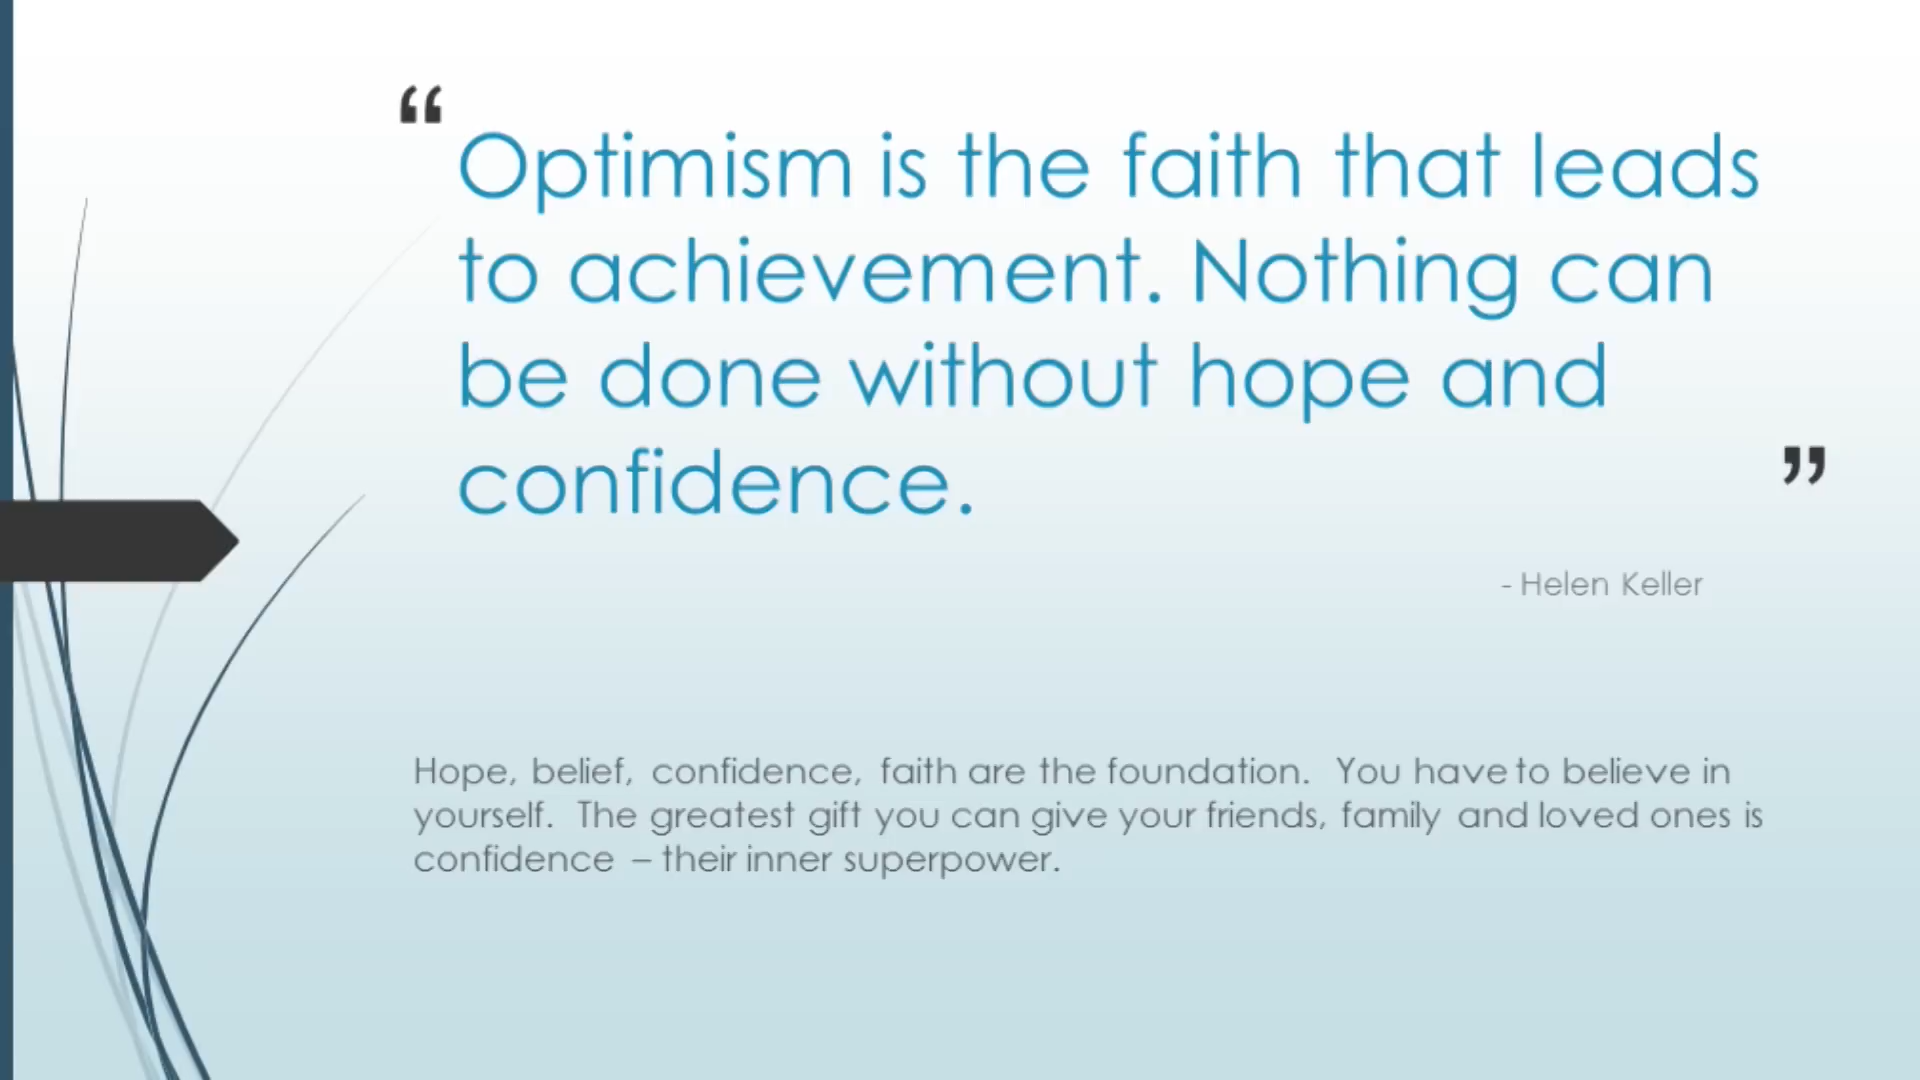 “Optimism is the faith that leads
to achievement. Nothing can
be done without hope and
confidence.”
- Helen Keller
Hope, belief, confidence, faith are the foundation. You have to believe in
yourself. The greatest gift you can give your friends, family and loved ones is
confidence – their inner superpower.